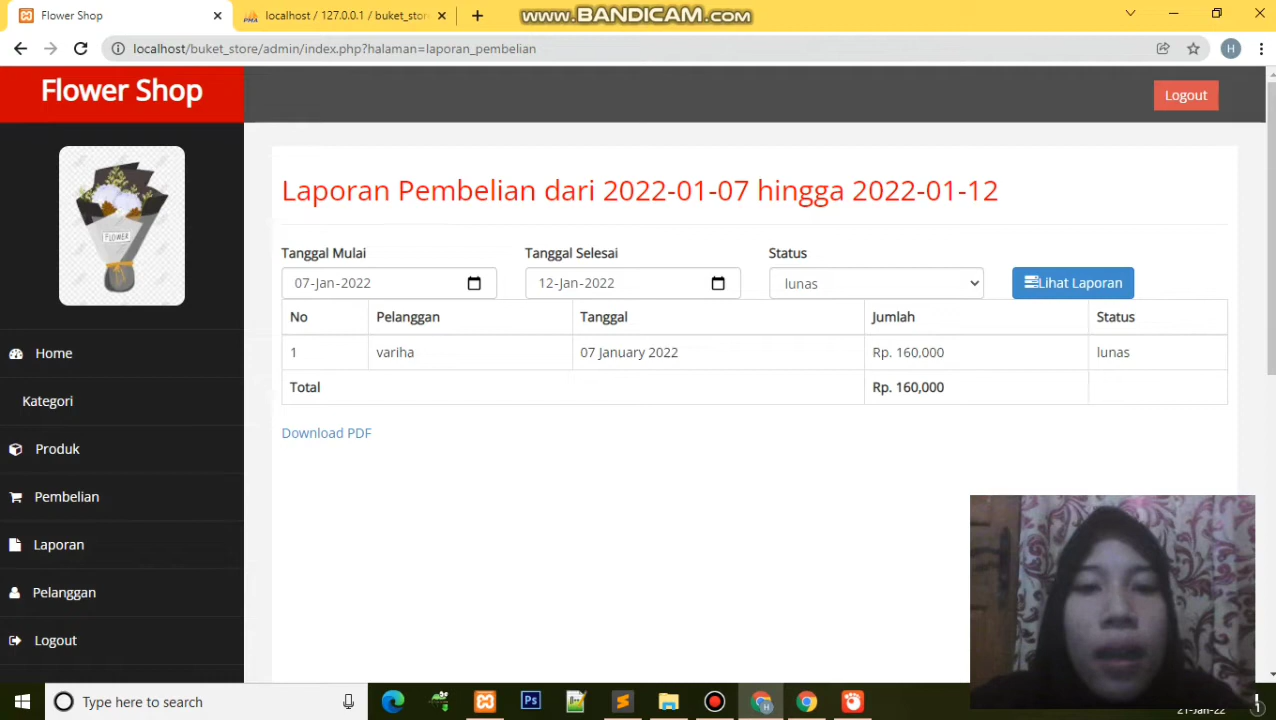 Flower Shop
localhost / 127.0.0.1 / buket_stor
www.BANDICAM.com
localhost/buket_store/admin/index.php?halaman=laporan_pembelian
H
Flower Shop
Logout
FLOWER
Home
Kategori
Produk
Pembelian
Laporan
Pelanggan
Logout
Laporan Pembelian dari 2022-01-07 hingga 2022-01-12
Tanggal Mulai Tanggal Selesai Status
07-Jan-2022 12-Jan-2022 lunas Lihat Laporan
No Pelanggan Tanggal Jumlah Status
1 variha 07 January 2022 Rp. 160,000 lunas
Total Rp. 160,000
Download PDF
Type here to search
Ps
21-Jan-22